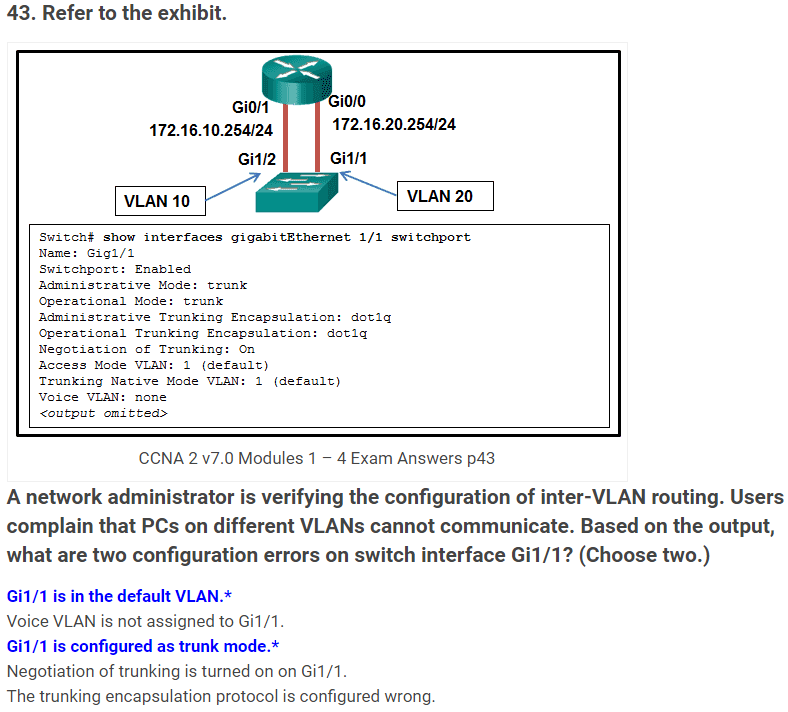 43. Refer to the exhibit.
Gi0/1
Gi0/0
172.16.10.254/24
172.16.20.254/24
Gi1/2
Gi1/1
VLAN 10
VLAN 20
Switch# show interfaces gigabitEthernet 1/1 switchport
Name: Gig1/1
Switchport: Enabled
Administrative Mode: trunk
Operational Mode: trunk
Administrative Trunking Encapsulation: dot1q
Operational Trunking Encapsulation: dot1q
Negotiation of Trunking: On
Access Mode VLAN: 1 (default)
Trunking Native Mode VLAN: 1 (default)
Voice VLAN: none
<output omitted>
CCNA 2 v7.0 Modules 1 – 4 Exam Answers p43
A network administrator is verifying the configuration of inter-VLAN routing. Users
complain that PCs on different VLANs cannot communicate. Based on the output,
what are two configuration errors on switch interface Gi1/1? (Choose two.)
Gi1/1 is in the default VLAN.*
Voice VLAN is not assigned to Gi1/1.
Gi1/1 is configured as trunk mode.*
Negotiation of trunking is turned on on Gi1/1.
The trunking encapsulation protocol is configured wrong.